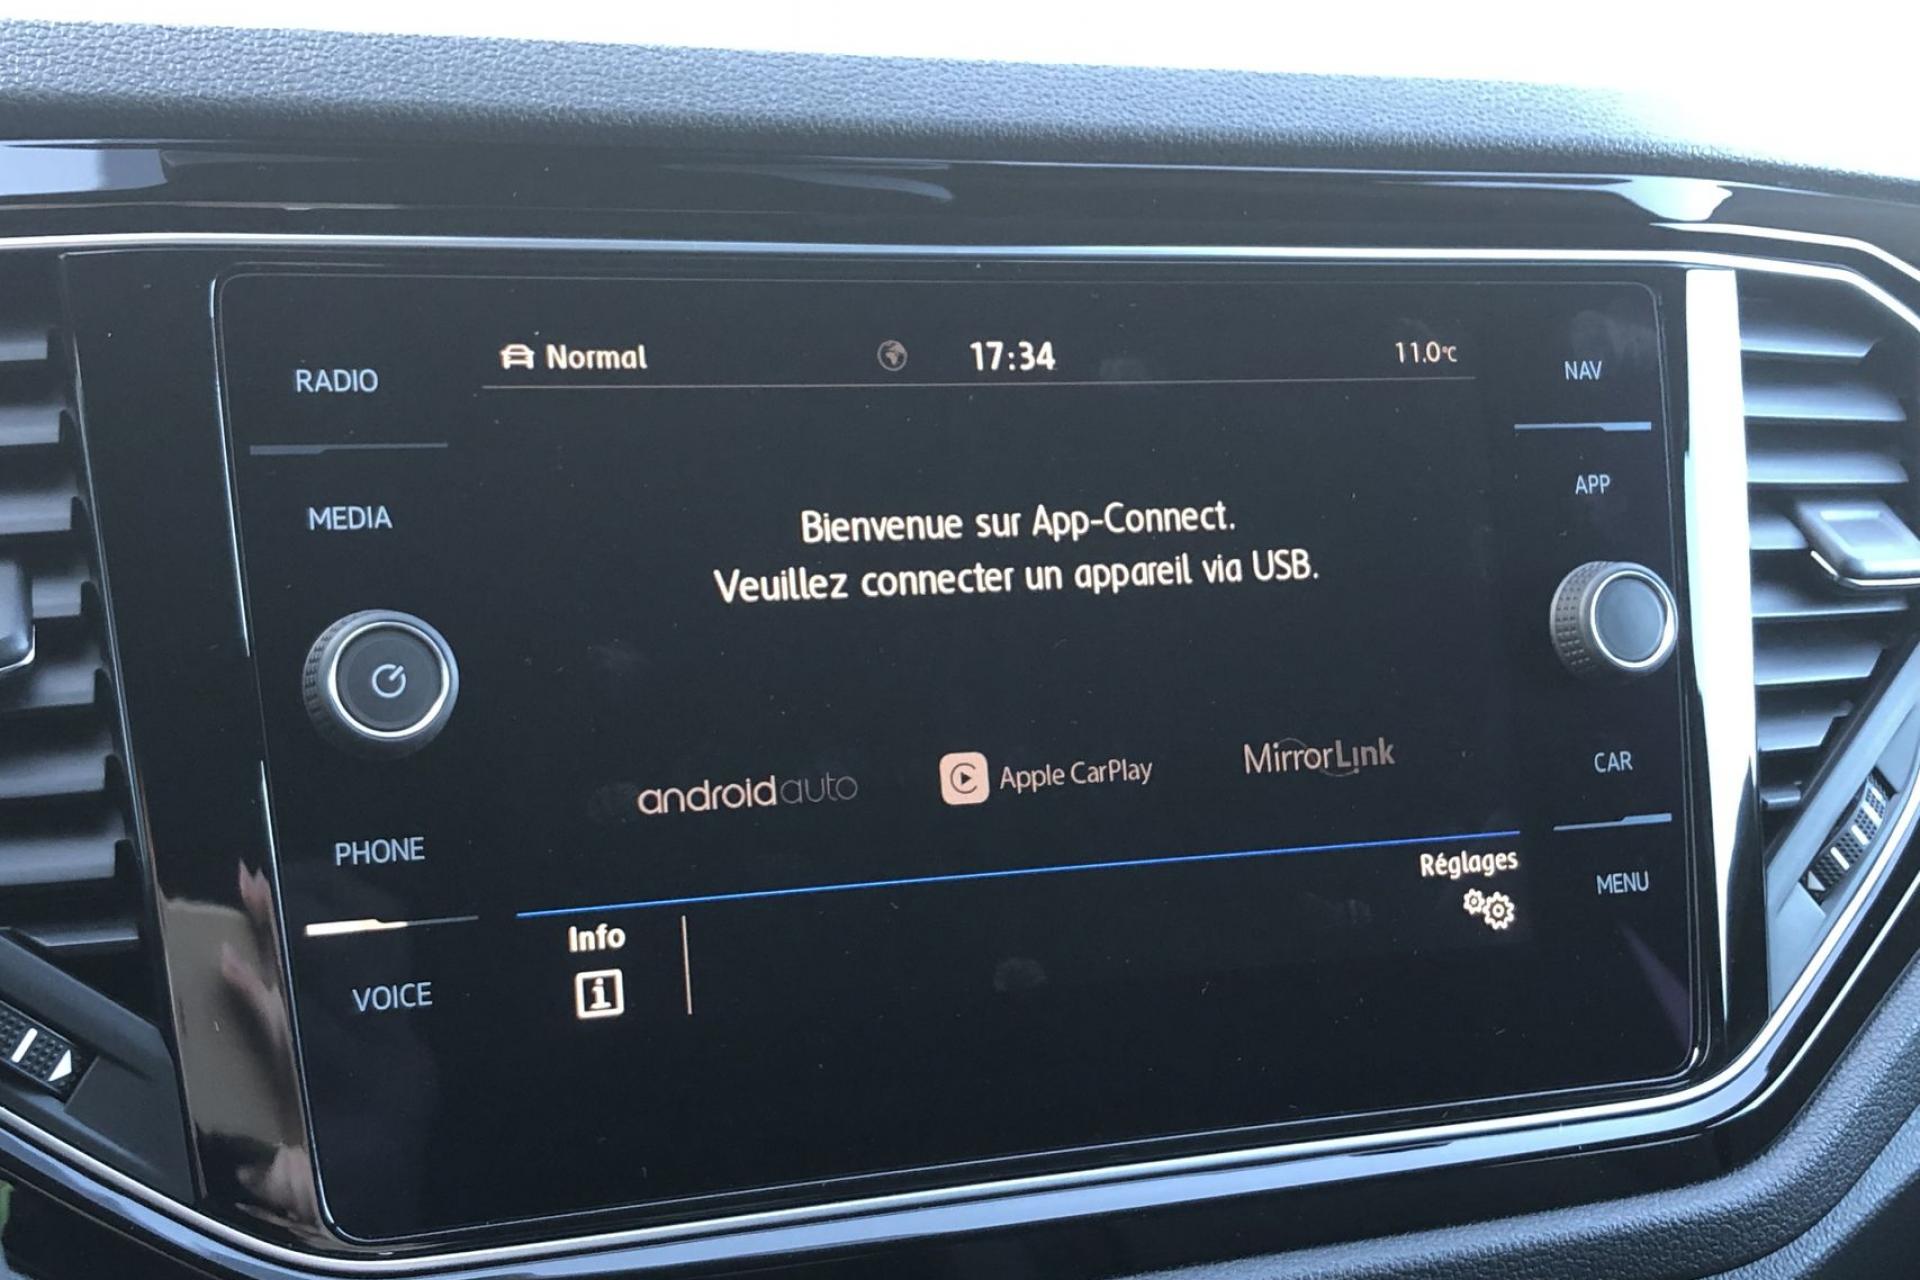 RADIO
MEDIA
PHONE
VOICE
Normal 17:34 11.0°C
Bienvenue sur App-Connect.
Veuillez connecter un appareil via USB.
androidauto Apple CarPlay MirrorLink
Info
Réglages
NAV
APP
CAR
MENU